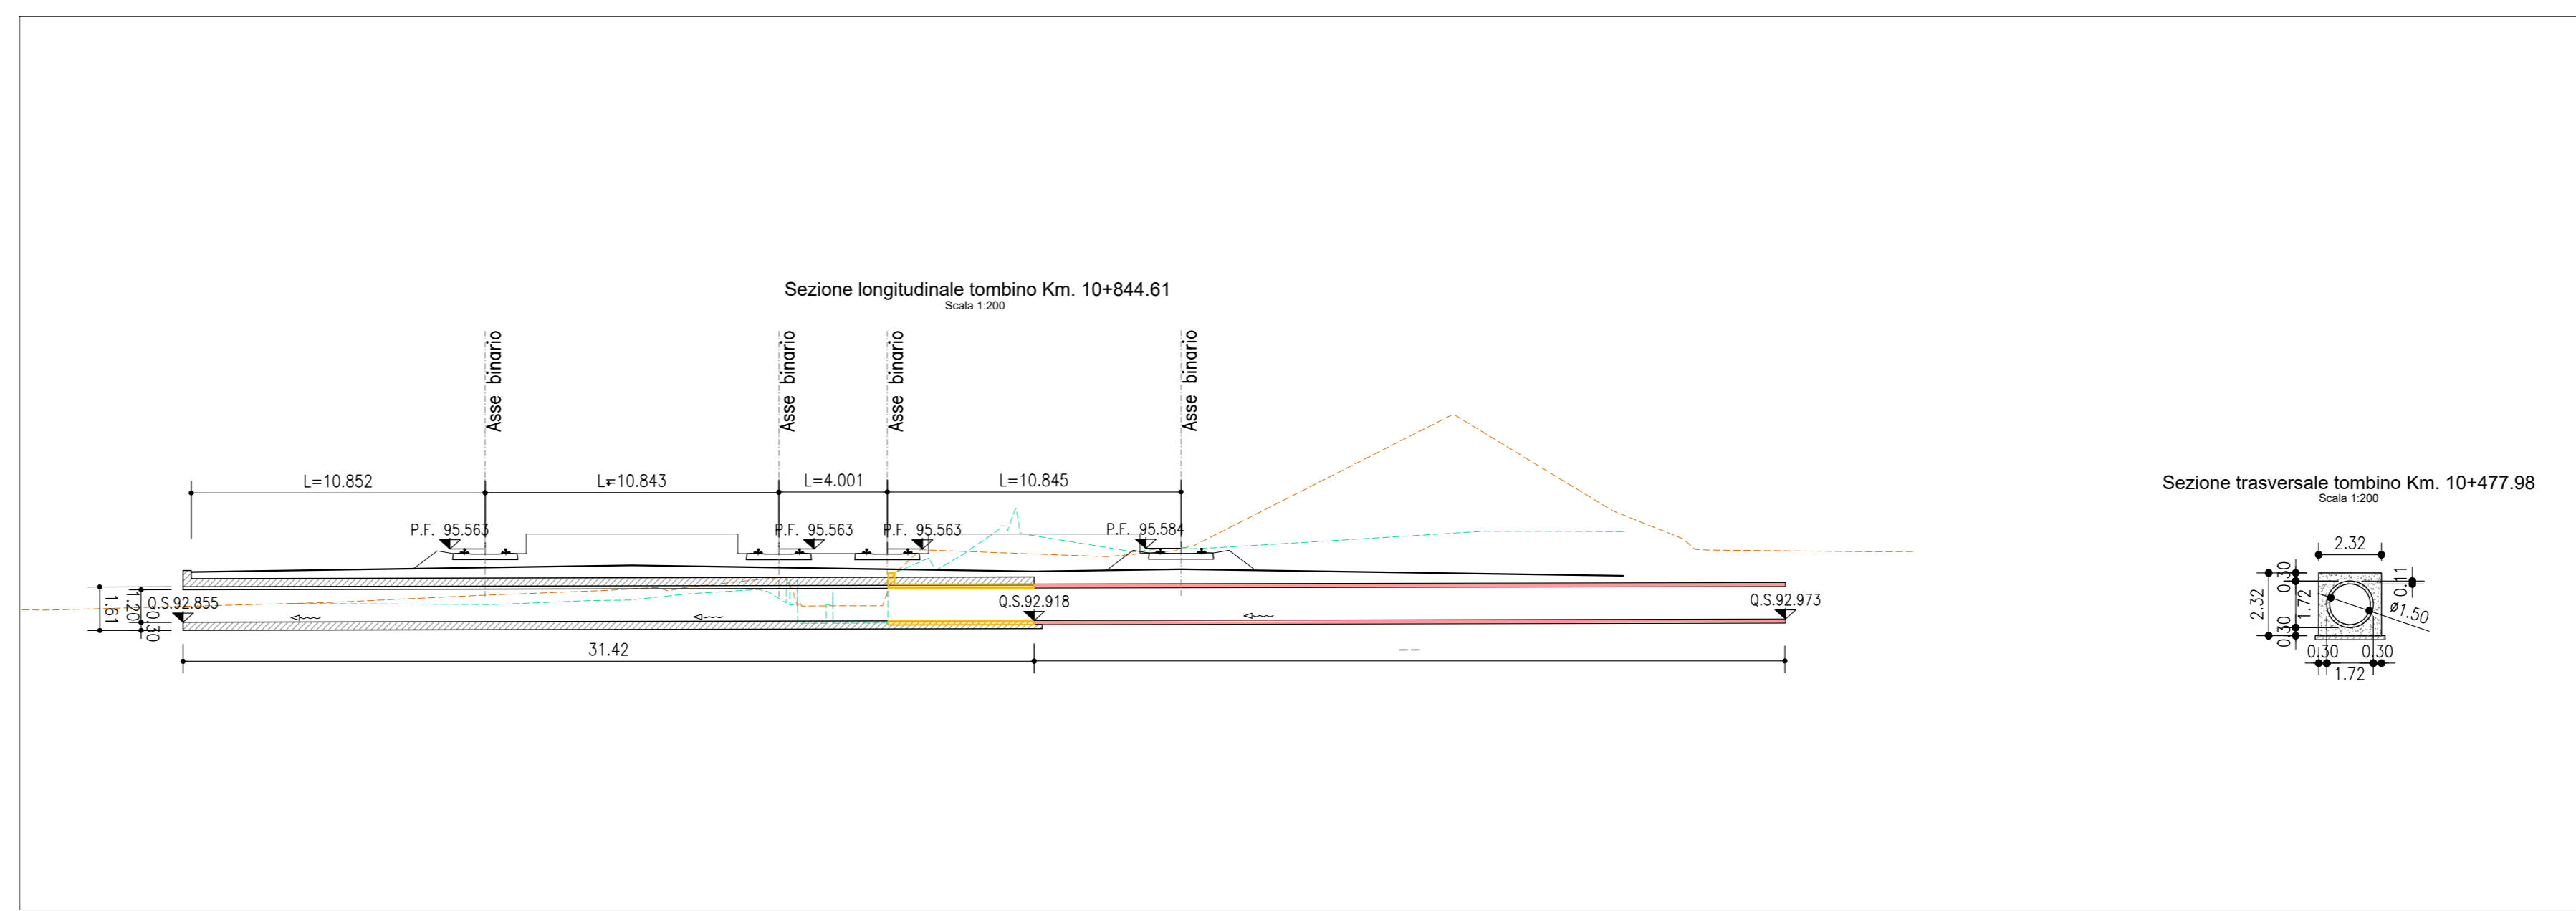 Sezione longitudinale tombino Km. 10+844.61
Scala 1:200
Asse binario
Asse binario
Asse binario
Asse binario
L=10.852
L=10.843
L=4.001
L=10.845
P.F. 95.563
P.F. 95.563
P.F. 95.563
P.F. 95.584
1.61
1.20
0.30
Q.S.92.855
Q.S.92.918
Q.S.92.973
31.42
--
Sezione trasversale tombino Km. 10+477.98
Scala 1:200
2.32
2.32
0.30
1.72
0.30
0.11
ø1.50
0.30
0.30
1.72